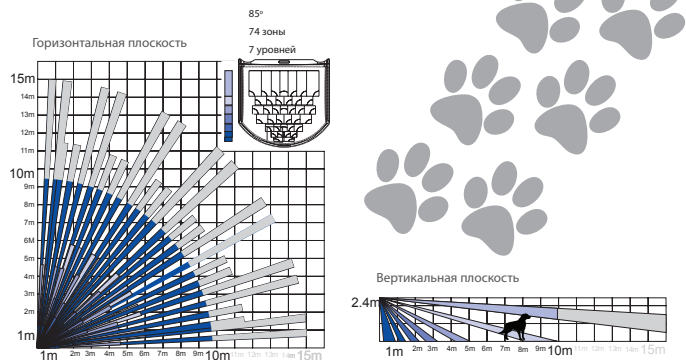 85º
74 зоны
7 уровней
Горизонтальная плоскость
15m
14m
13m
12m
11m
10m
9m
8m
7m
6M
5m
4m
3m
2m
1m
1m 2m 3m 4m 5m 6m 7m 8m 9m 10m 11m 12m 13m 14m 15m
Вертикальная плоскость
2.4m
1m 2m 3m 4m 5m 6m 7m 8m 9m 10m 11m 12m 13m 14m 15m